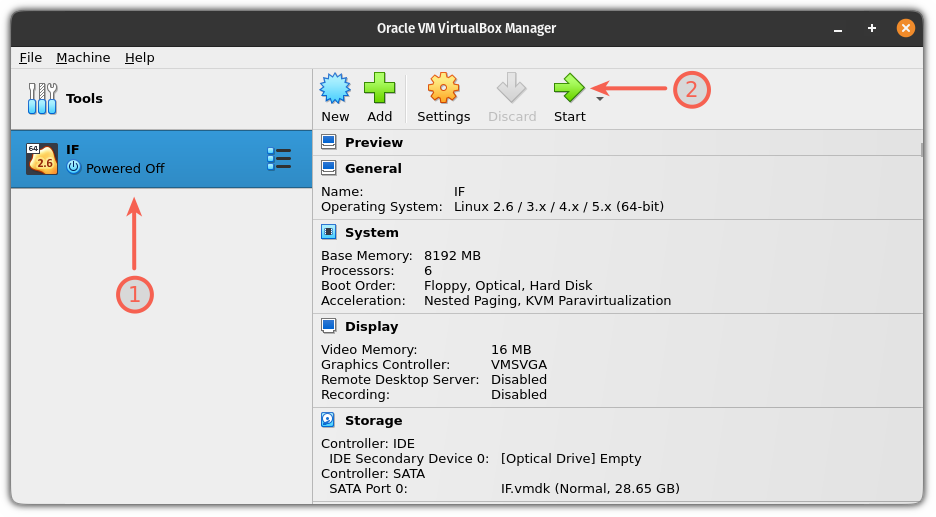 Oracle VM VirtualBox Manager
File Machine Help
Tools
New Add Settings Discard Start
2
64
2.6
IF
Powered Off
1
Preview
General
Name: IF
Operating System: Linux 2.6 / 3.x / 4.x / 5.x (64-bit)
System
Base Memory: 8192 MB
Processors: 6
Boot Order: Floppy, Optical, Hard Disk
Acceleration: Nested Paging, KVM Paravirtualization
Display
Video Memory: 16 MB
Graphics Controller: VMSVGA
Remote Desktop Server: Disabled
Recording: Disabled
Storage
Controller: IDE
IDE Secondary Device 0: [Optical Drive] Empty
Controller: SATA
SATA Port 0: IF.vmdk (Normal, 28.65 GB)